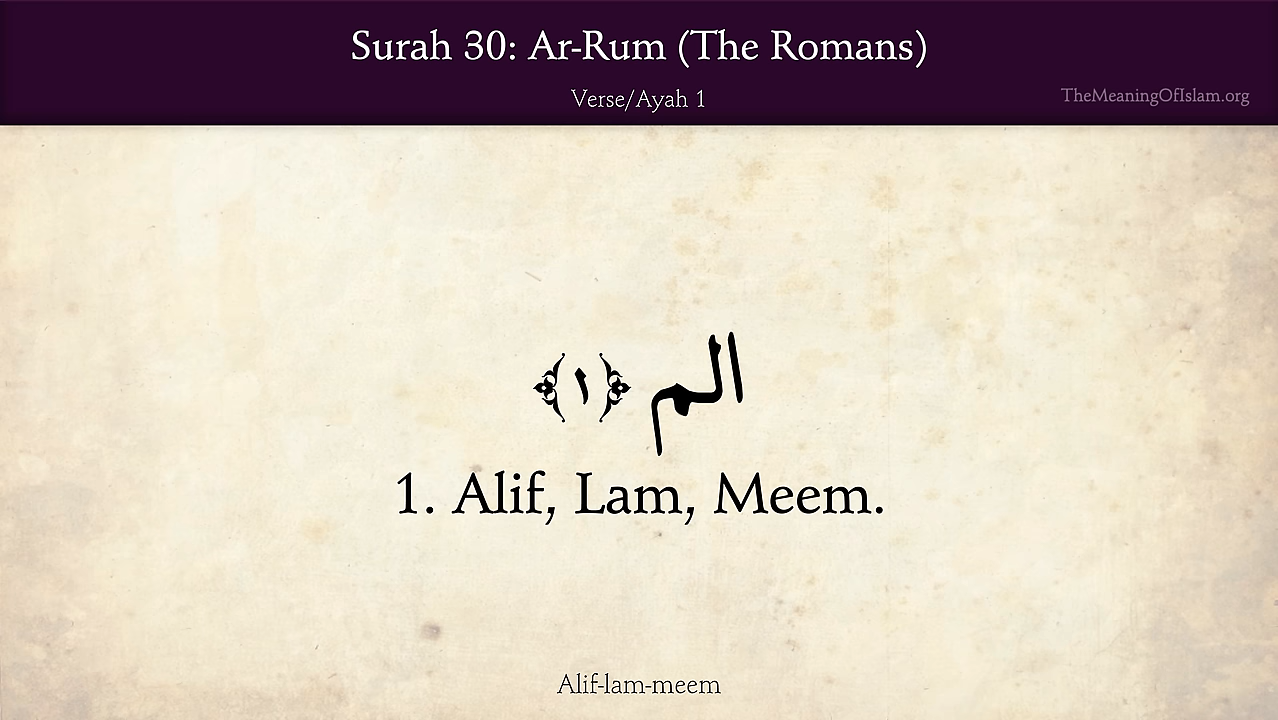 Surah 30: Ar-Rum (The Romans)
Verse/Ayah 1
TheMeaningOfIslam.org
الم ﴿١﴾
1. Alif, Lam, Meem.
Alif-lam-meem